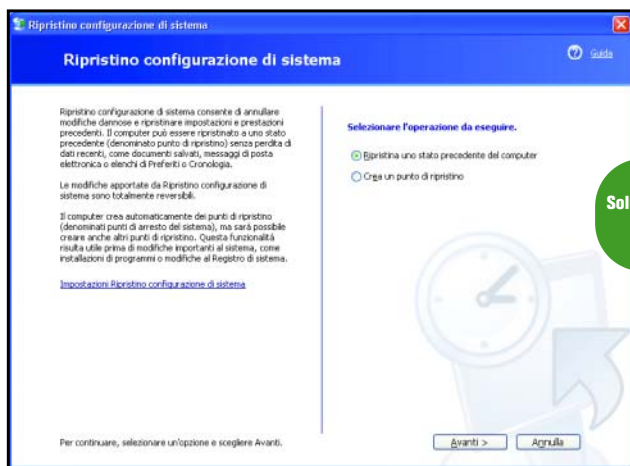 Ripristino configurazione di sistema
Ripristino configurazione di sistema
Guida
Ripristino configurazione di sistema consente di annullare
modifiche dannose e ripristinare impostazioni e prestazioni
precedenti. Il computer può essere ripristinato a uno stato
precedente (denominato punto di ripristino) senza perdita di
dati recenti, come documenti salvati, messaggi di posta
elettronica o elenchi di Preferiti o Cronologia.
Le modifiche apportate da Ripristino configurazione di
sistema sono totalmente reversibili.
Il computer crea automaticamente dei punti di ripristino
(denominati punti di arresto del sistema), ma sarà possibile
creare anche altri punti di ripristino. Questa funzionalità
risulta utile prima di modifiche importanti al sistema, come
installazioni di programmi o modifiche al Registro di sistema.
Impostazioni Ripristino configurazione di sistema
Per continuare, selezionare un'opzione e scegliere Avanti.
Selezionare l'operazione da eseguire.
Ripristina uno stato precedente del computer
Crea un punto di ripristino
Avanti >
Annulla
Sol